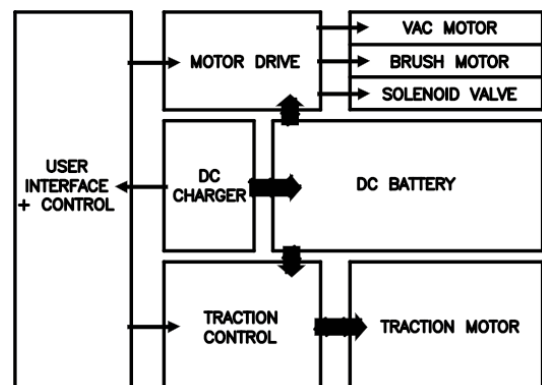 VAC MOTOR
MOTOR DRIVE
BRUSH MOTOR
SOLENOID VALVE
USER
INTERFACE
+ CONTROL
DC
CHARGER
DC BATTERY
TRACTION
CONTROL
TRACTION MOTOR